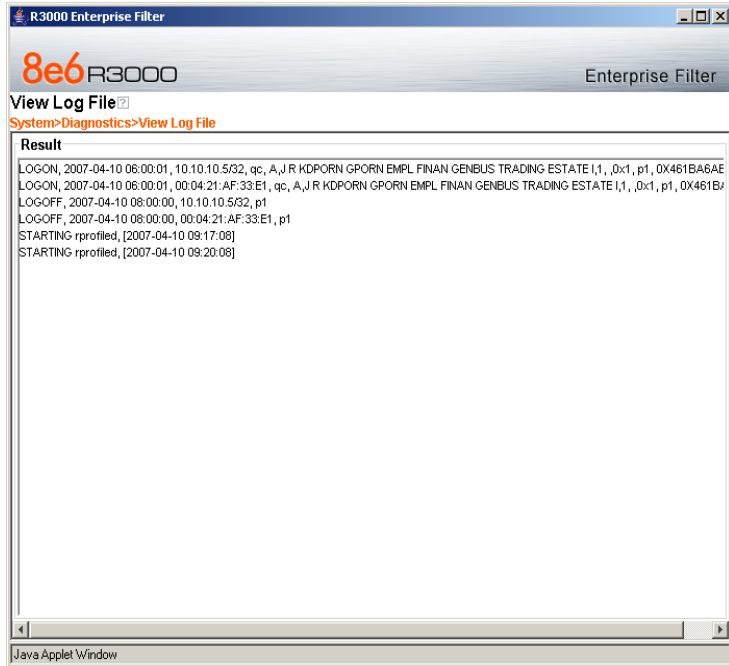 R3000 Enterprise Filter
8e6 R3000
Enterprise Filter
View Log File ?
System>Diagnostics>View Log File
Result
LOGON, 2007-04-10 06:00:01, 10.10.10.5/32, qc, A,J R KDPORN GPORN EMPL FINAN GENBUS TRADING ESTATE I,1, ,0x1, p1, 0X461BA6AE
LOGON, 2007-04-10 06:00:01, 00:04:21:AF:33:E1, qc, A,J R KDPORN GPORN EMPL FINAN GENBUS TRADING ESTATE I,1, ,0x1, p1, 0X461B
LOGOFF, 2007-04-10 08:00:00, 10.10.10.5/32, p1
LOGOFF, 2007-04-10 08:00:00, 00:04:21:AF:33:E1, p1
STARTING rprofiled, [2007-04-10 09:17:08]
STARTING rprofiled, [2007-04-10 09:20:08]
Java Applet Window